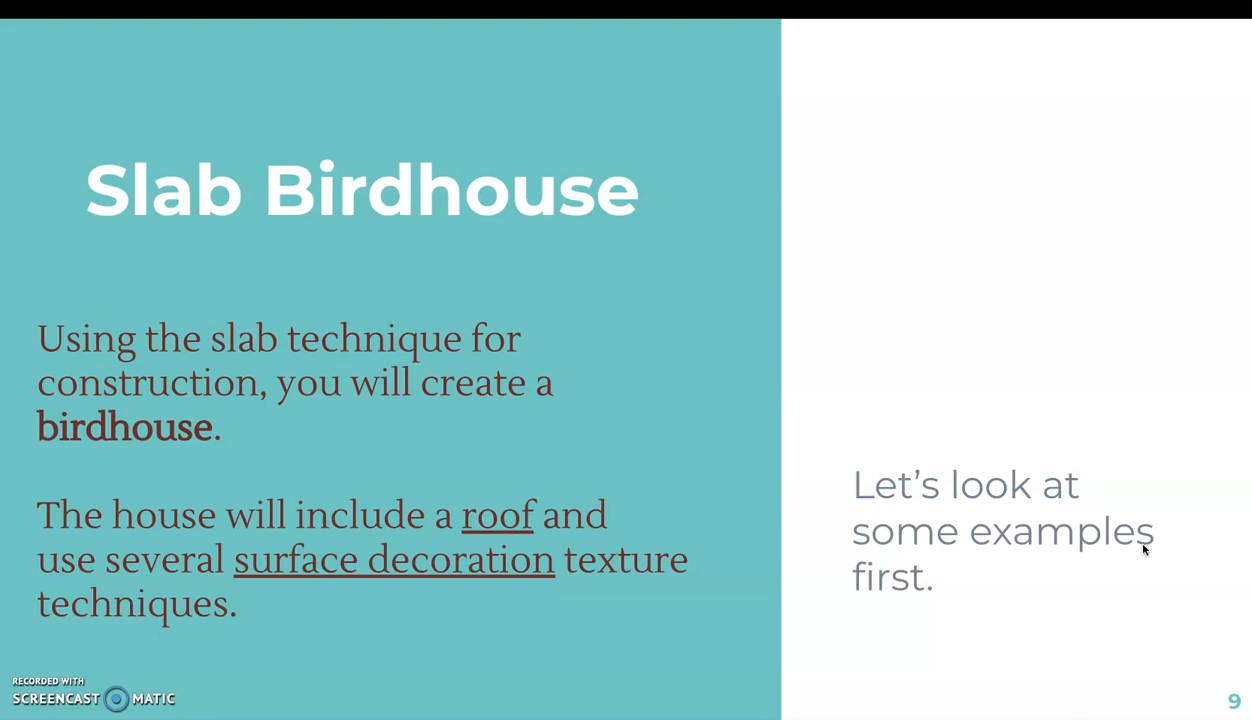 Slab Birdhouse
Using the slab technique for
construction, you will create a
birdhouse.
The house will include a roof and
use several surface decoration texture
techniques.
Let's look at
some examples
first.
RECORDED WITH
SCREENCAST MATIC
9